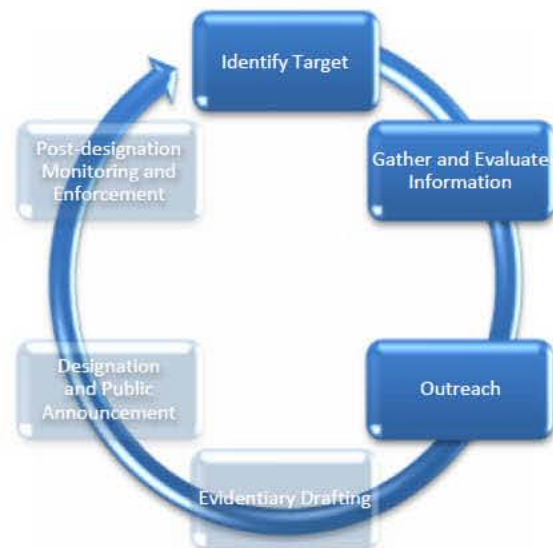 Identify Target
Gather and Evaluate
Information
Outreach
Evidentiary Drafting
Designation
and Public
Announcement
Post-designation
Monitoring and
Enforcement